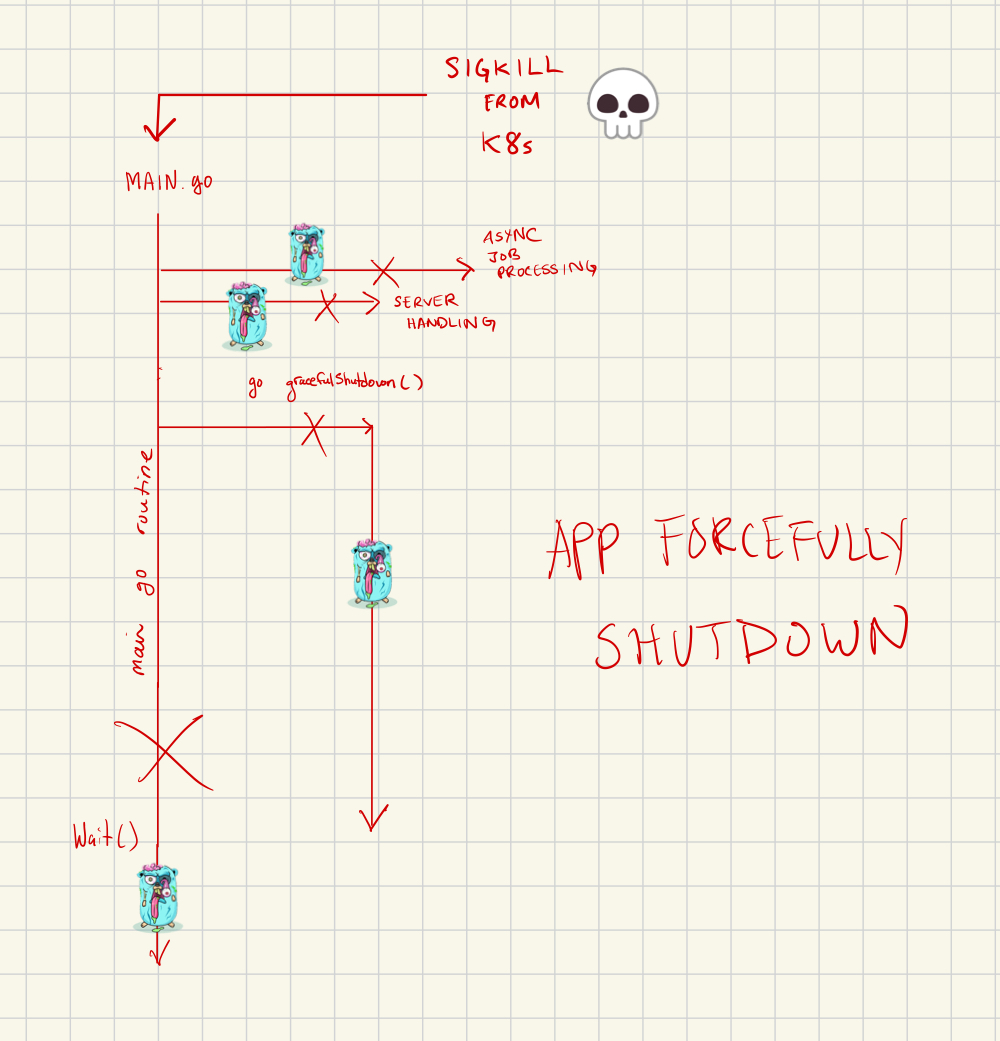 SIGKILL
FROM
K8s
MAIN.go
ASYNC
JOB
PROCESSING
SERVER
HANDLING
go gracefulShutdown()
main go routine
APP FORCEFULLY
SHUTDOWN
Wait()